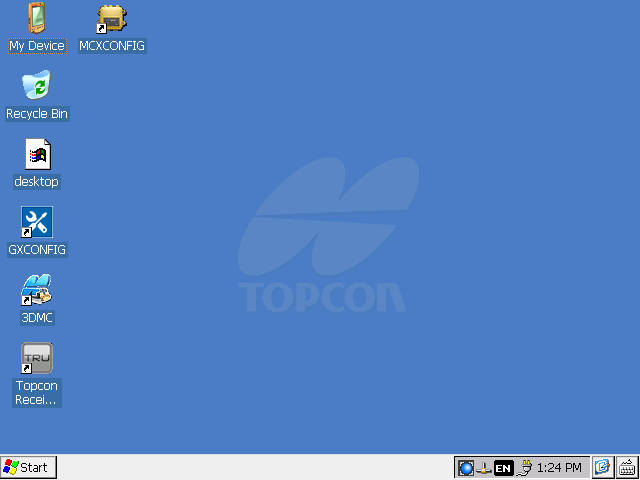 My Device
MCXCONFIG
Recycle Bin
desktop
GXCONFIG
3DMC
TRU
Topcon
Recei...
TOPCON
Start
EN
1:24 PM